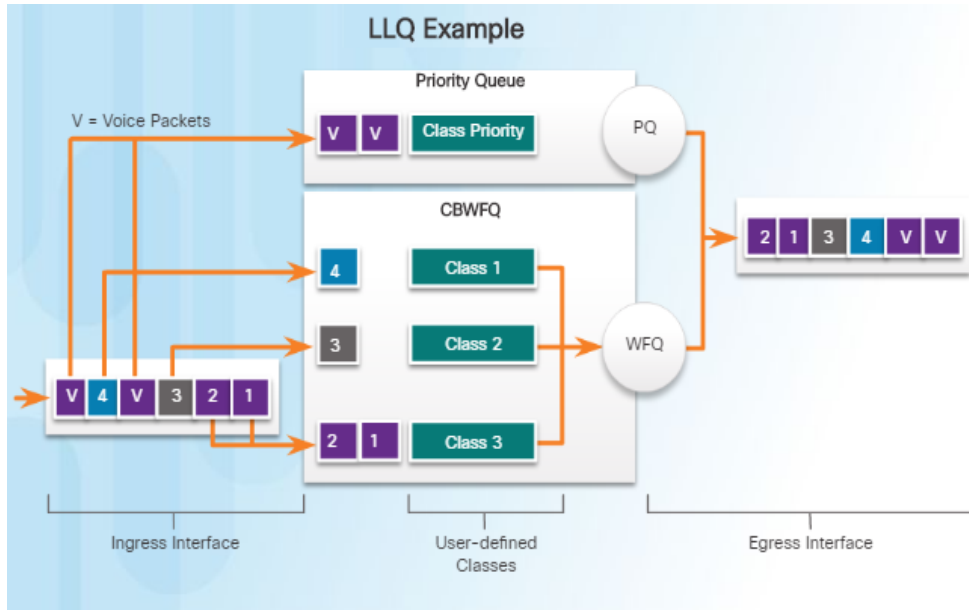 LLQ Example
Priority Queue
V = Voice Packets
V V Class Priority
PQ
CBWFQ
2 1 3 4 V V
4 Class 1
3 Class 2
WFQ
V 4 V 3 2 1
2 1 Class 3
Ingress Interface
User-defined
Classes
Egress Interface